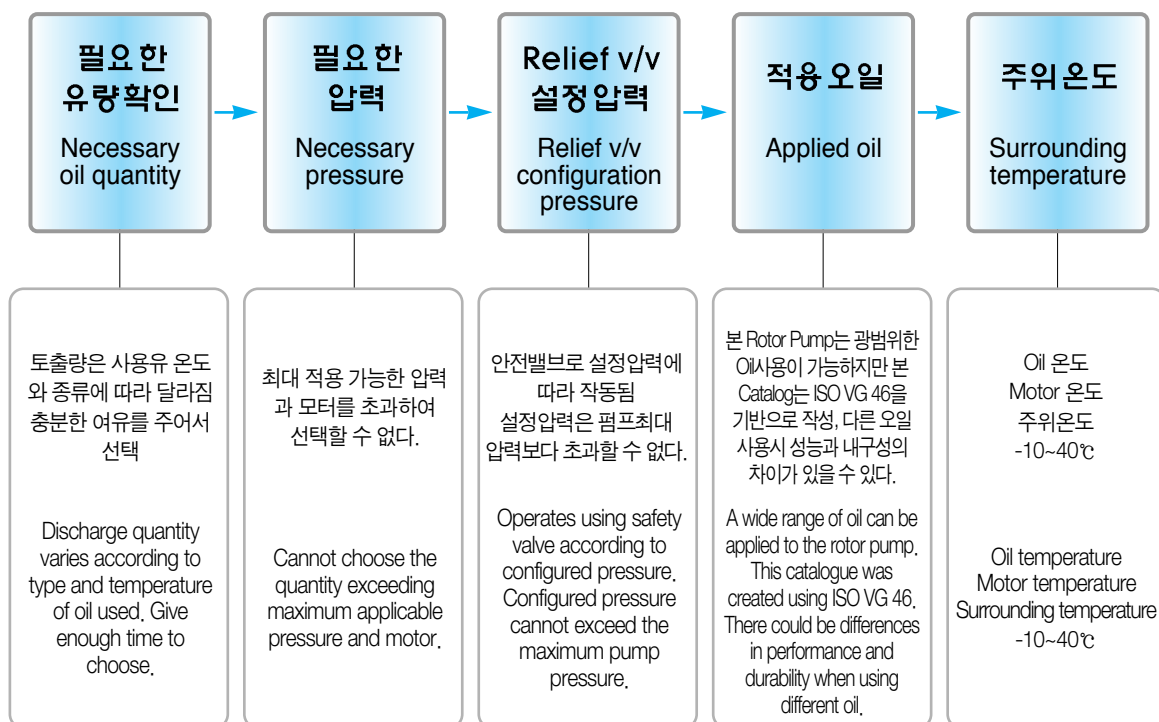 필요한
유량확인
Necessary
oil quantity
필요한
압력
Necessary
pressure
Relief v/v
설정압력
Relief v/v
configuration
pressure
적용오일
Applied oil
주위온도
Surrounding
temperature
토출량은 사용유 온도
와 종류에 따라 달라짐
충분한 여유를 주어서
선택
Discharge quantity
varies according to
type and temperature
of oil used. Give
enough time to
choose.
최대 적용 가능한 압력
과 모터를 초과하여
선택할 수 없다.
Cannot choose the
quantity exceeding
maximum applicable
pressure and motor.
안전밸브로 설정압력에
따라 작동됨
설정압력은 펌프최대
압력보다 초과할 수 없다.
Operates using safety
valve according to
configured pressure.
Configured pressure
cannot exceed the
maximum pump
pressure.
본 Rotor Pump는 광범위한
Oil사용이 가능하지만 본
Catalog는 ISO VG 46을
기반으로 작성, 다른 오일
사용시 성능과 내구성의
차이가 있을 수 있다.
A wide range of oil can be
applied to the rotor pump.
This catalogue was
created using ISO VG 46.
There could be differences
in performance and
durability when using
different oil.
Oil 온도
Motor 온도
주위온도
-10~40℃
Oil temperature
Motor temperature
Surrounding temperature
-10~40℃